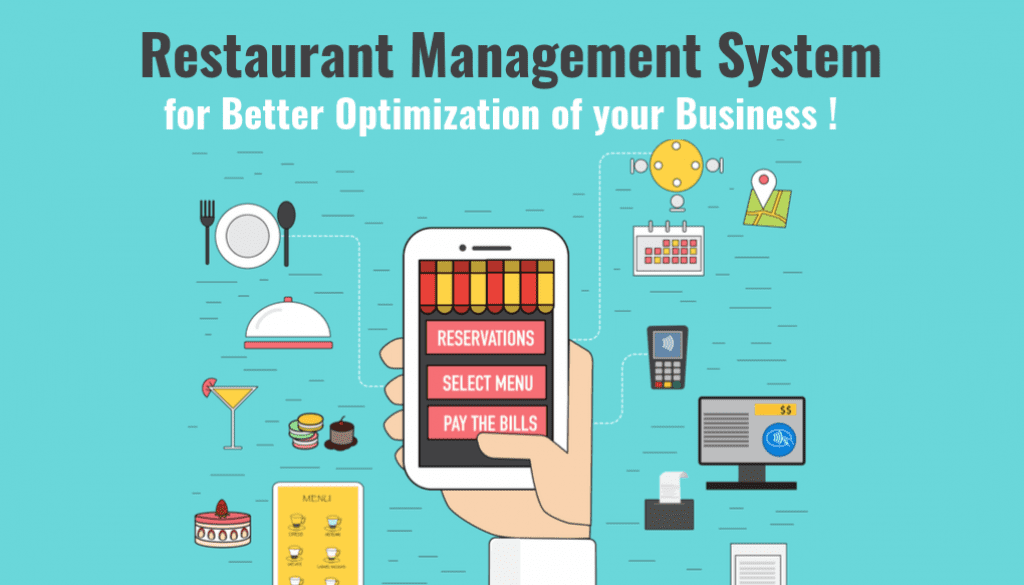 Restaurant Management System
for Better Optimization of your Business !
RESERVATIONS
SELECT MENU
PAY THE BILLS
$$
MENU